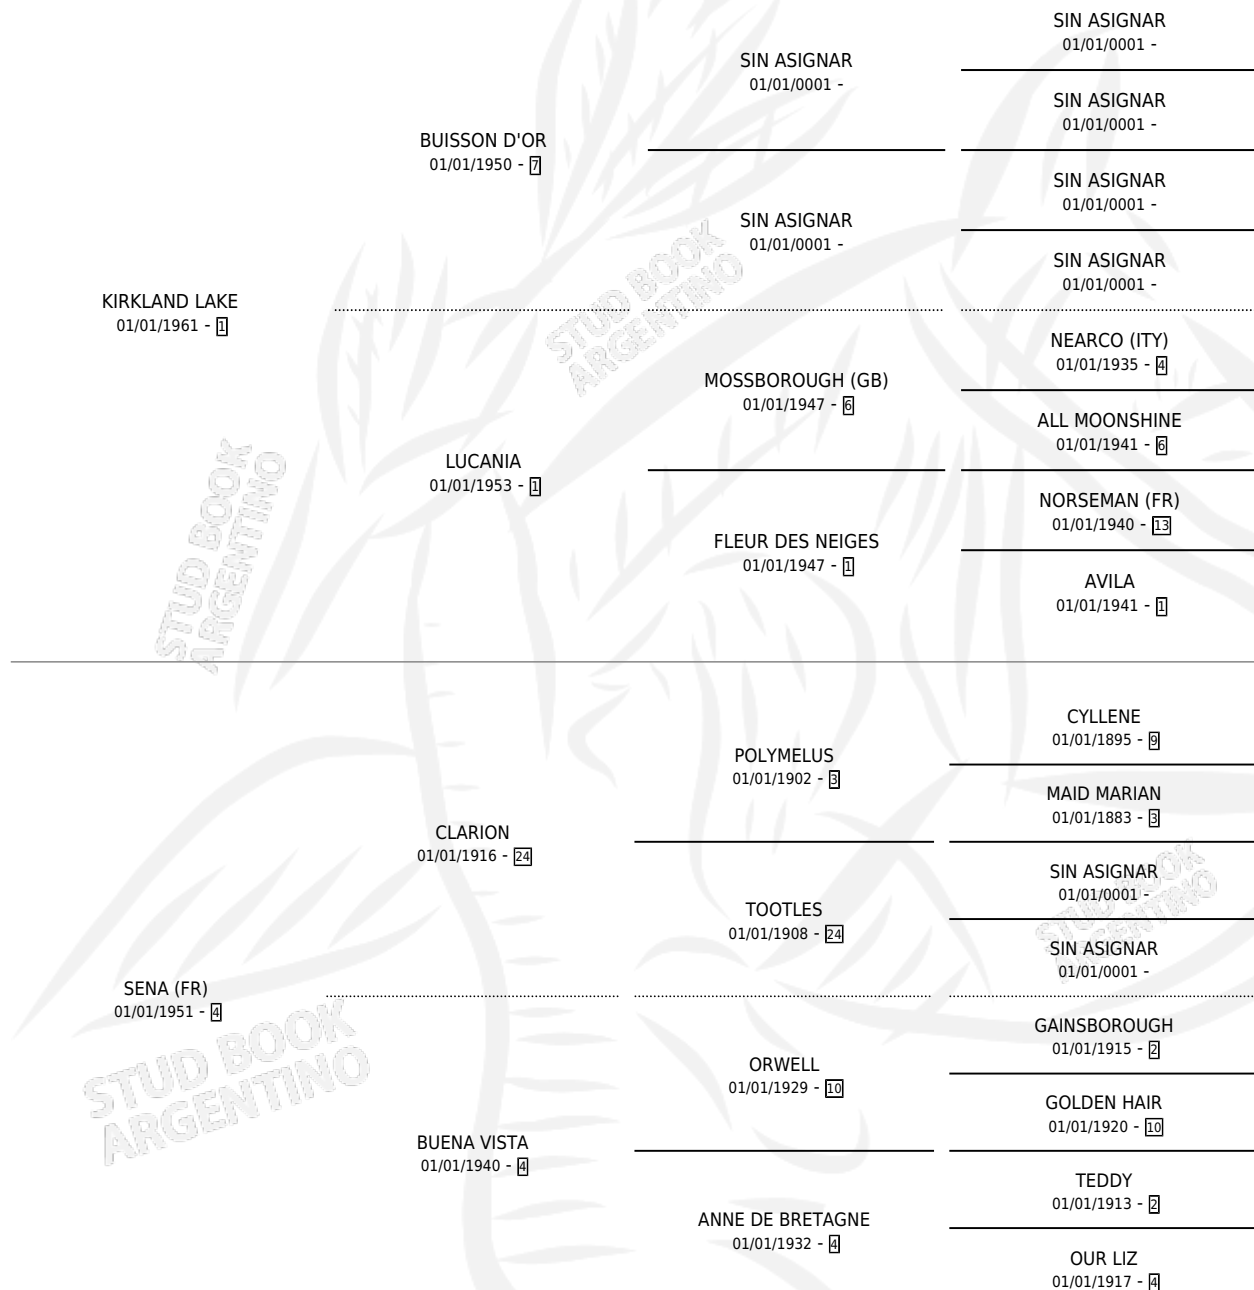 SIN ASIGNAR
01/01/0001 -
SIN ASIGNAR
01/01/0001 -
SIN ASIGNAR
01/01/0001 -
BUISSON D'OR
01/01/1950 - 7
SIN ASIGNAR
01/01/0001 -
SIN ASIGNAR
01/01/0001 -
SIN ASIGNAR
01/01/0001 -
STUD BOOK
ARGENTINO
KIRKLAND LAKE
01/01/1961 - 1
NEARCO (ITY)
01/01/1935 - 4
MOSSBOROUGH (GB)
01/01/1947 - 6
ALL MOONSHINE
01/01/1941 - 6
LUCANIA
01/01/1953 - 1
NORSEMAN (FR)
01/01/1940 - 13
FLEUR DES NEIGES
01/01/1947 - 1
AVILA
01/01/1941 - 1
STUD BOOK
ARGENTINO
CYLLENE
01/01/1895 - 9
POLYMELUS
01/01/1902 - 3
MAID MARIAN
01/01/1883 - 3
CLARION
01/01/1916 - 24
SIN ASIGNAR
01/01/0001 -
TOOTLES
01/01/1908 - 24
SIN ASIGNAR
01/01/0001 -
STUD BOOK
ARGENTINO
SENA (FR)
01/01/1951 - 4
GAINSBOROUGH
01/01/1915 - 2
ORWELL
01/01/1929 - 10
GOLDEN HAIR
01/01/1920 - 10
STUD BOOK
ARGENTINO
BUENA VISTA
01/01/1940 - 4
TEDDY
01/01/1913 - 2
ANNE DE BRETAGNE
01/01/1932 - 4
OUR LIZ
01/01/1917 - 4